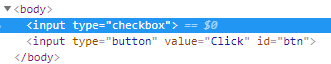 ▼<body>
<input type="checkbox"> == $0
<input type="button" value="Click" id="btn">
</body>